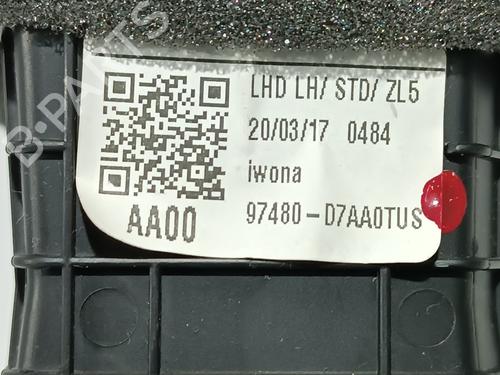 LHD LH/ STD/ ZL5
20/03/17 0484
iwona
97480-D7AA0TUS
AA00
B-PARTS